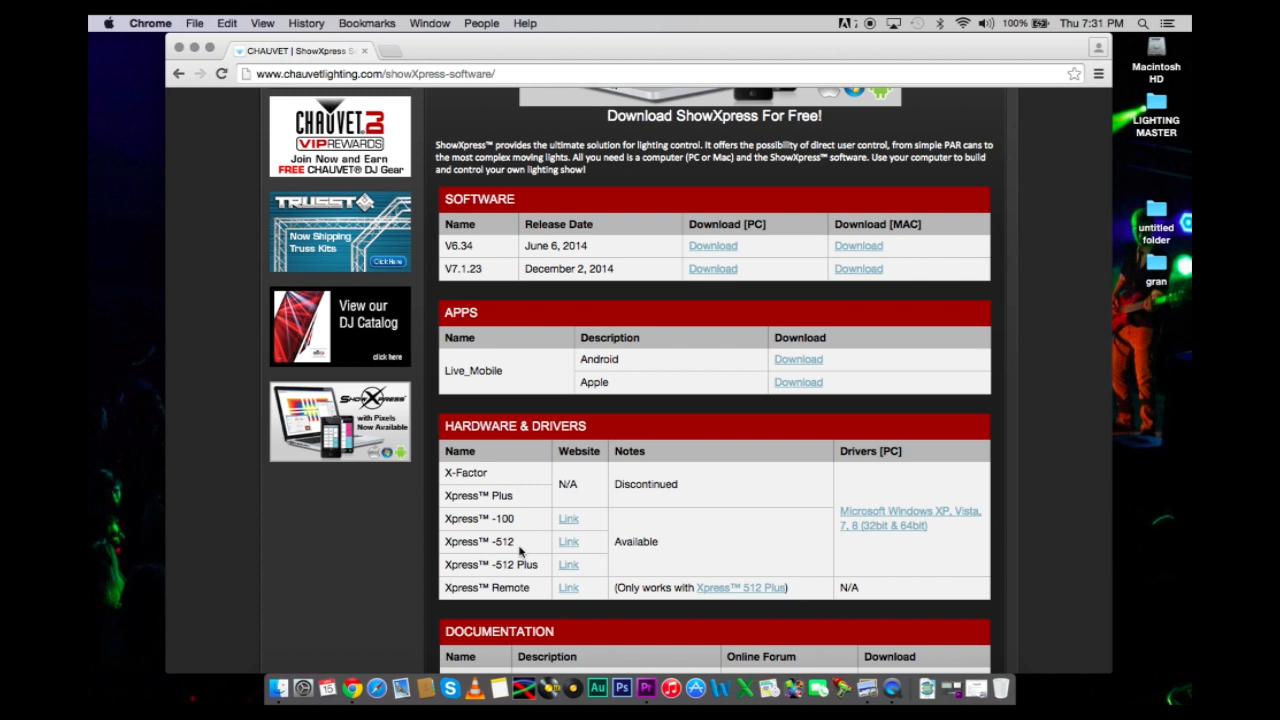 Chrome File Edit View History Bookmarks Window People Help 100% Thu 7:31 PM
CHAUVET | ShowXpress S
www.chauvetlighting.com/showXpress-software/
Macintosh
HD
LIGHTING
MASTER
untitled
folder
gran
CHAUVET
VIP REWARDS
Join Now and Earn
FREE CHAUVET® DJ Gear
TRUSST
Now Shipping
Truss Kits
Click Here
View our
DJ Catalog
click here
SHOWXPRESS
with Pixels
Now Available
Download ShowXpress For Free!
ShowXpress™ provides the ultimate solution for lighting control. It offers the possibility of direct user control, from simple PAR cans to
the most complex moving lights. All you need is a computer (PC or Mac) and the ShowXpress™ software. Use your computer to build
and control your own lighting show!
SOFTWARE
Name Release Date Download [PC] Download [MAC]
V6.34 June 6, 2014 Download Download
V7.1.23 December 2, 2014 Download Download
APPS
Name Description Download
Live_Mobile
Android Download
Apple Download
HARDWARE & DRIVERS
Name Website Notes Drivers [PC]
X-Factor
N/A Discontinued
Xpress™ Plus
Xpress™ -100 Link
Microsoft Windows XP, Vista,
7, 8 (32bit & 64bit)
Xpress™ -512 Link Available
Xpress™ -512 Plus Link
Xpress™ Remote Link (Only works with Xpress™ 512 Plus) N/A
DOCUMENTATION
Name Description Online Forum Download
15
Au Ps Pr